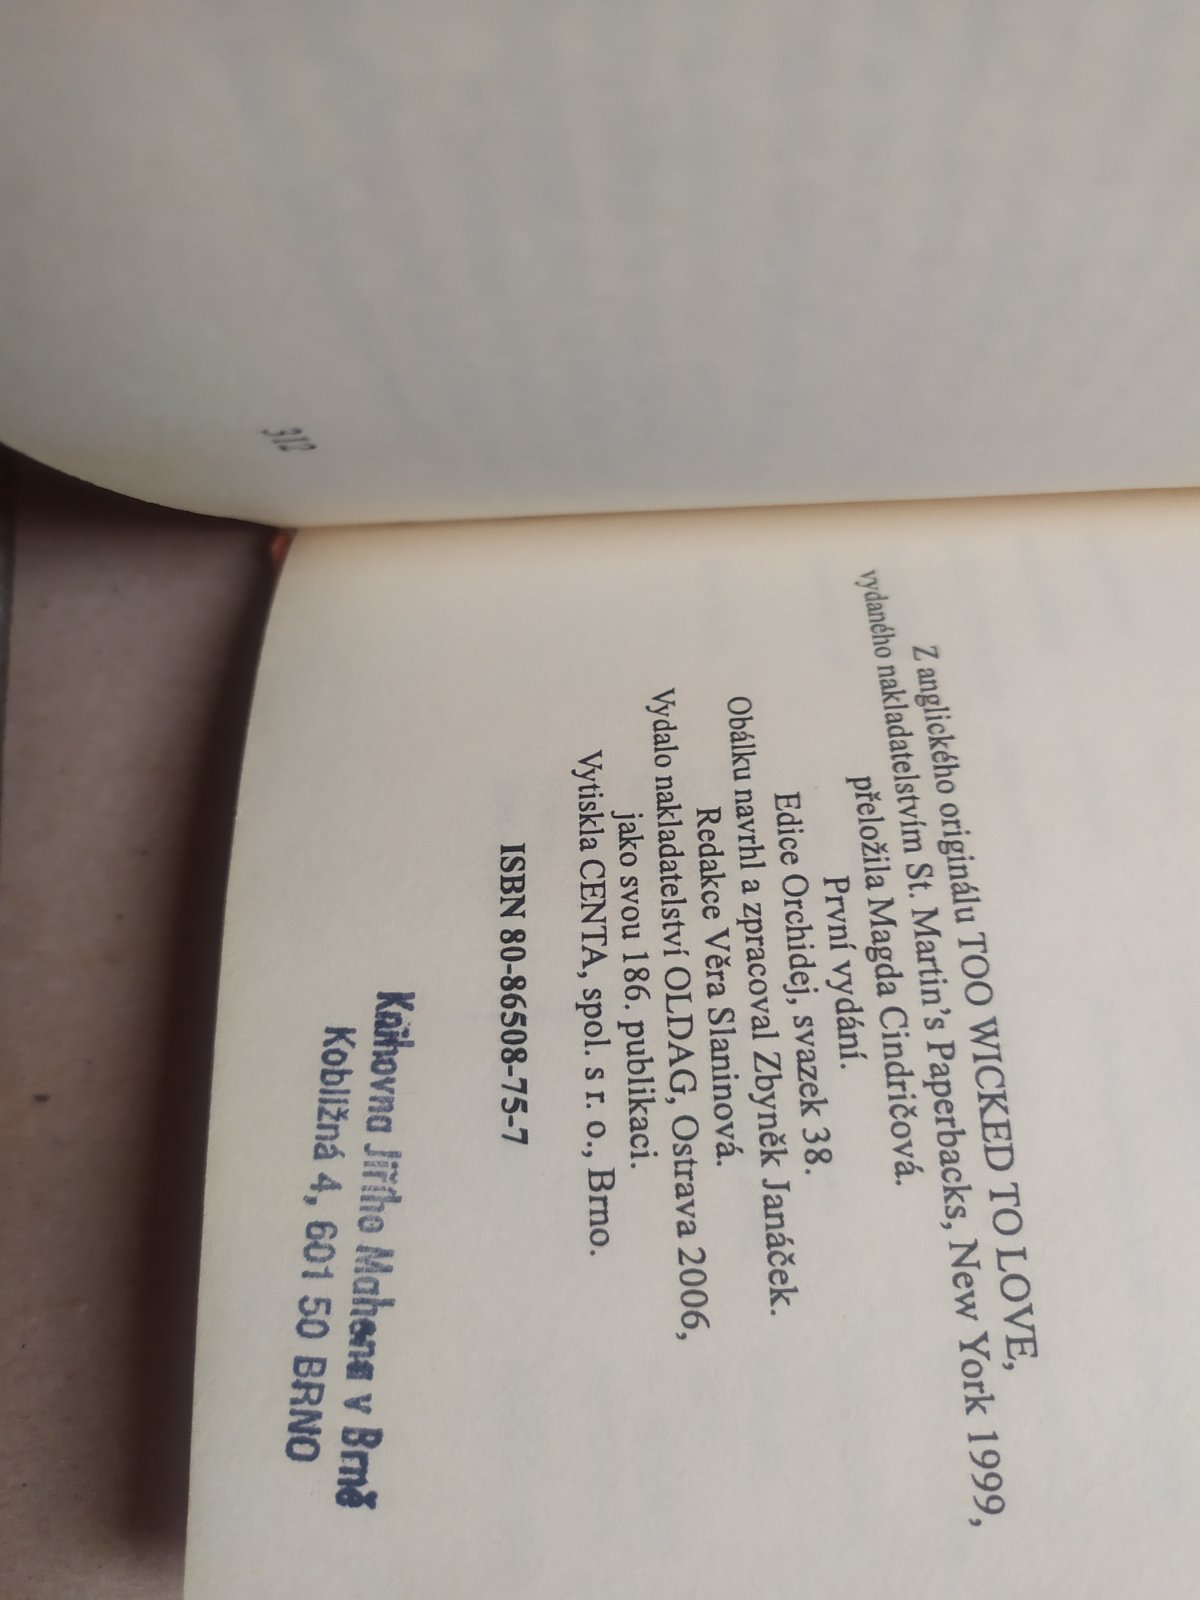 312
Z anglického originálu TOO WICKED TO LOVE,
vydaného nakladatelstvím St. Martin's Paperbacks, New York 1999,
přeložila Magda Cindričová.
První vydání.
Edice Orchidej, svazek 38.
Obálku navrhl a zpracoval Zbyněk Janáček.
Redakce Věra Slaninová.
Vydalo nakladatelství OLDAG, Ostrava 2006,
jako svou 186. publikaci.
Vytiskla CENTA, spol. s r. o., Brno.
ISBN 80-86508-75-7
Knihovna Jiřího Mahena v Brně
Kobližná 4, 601 50 BRNO